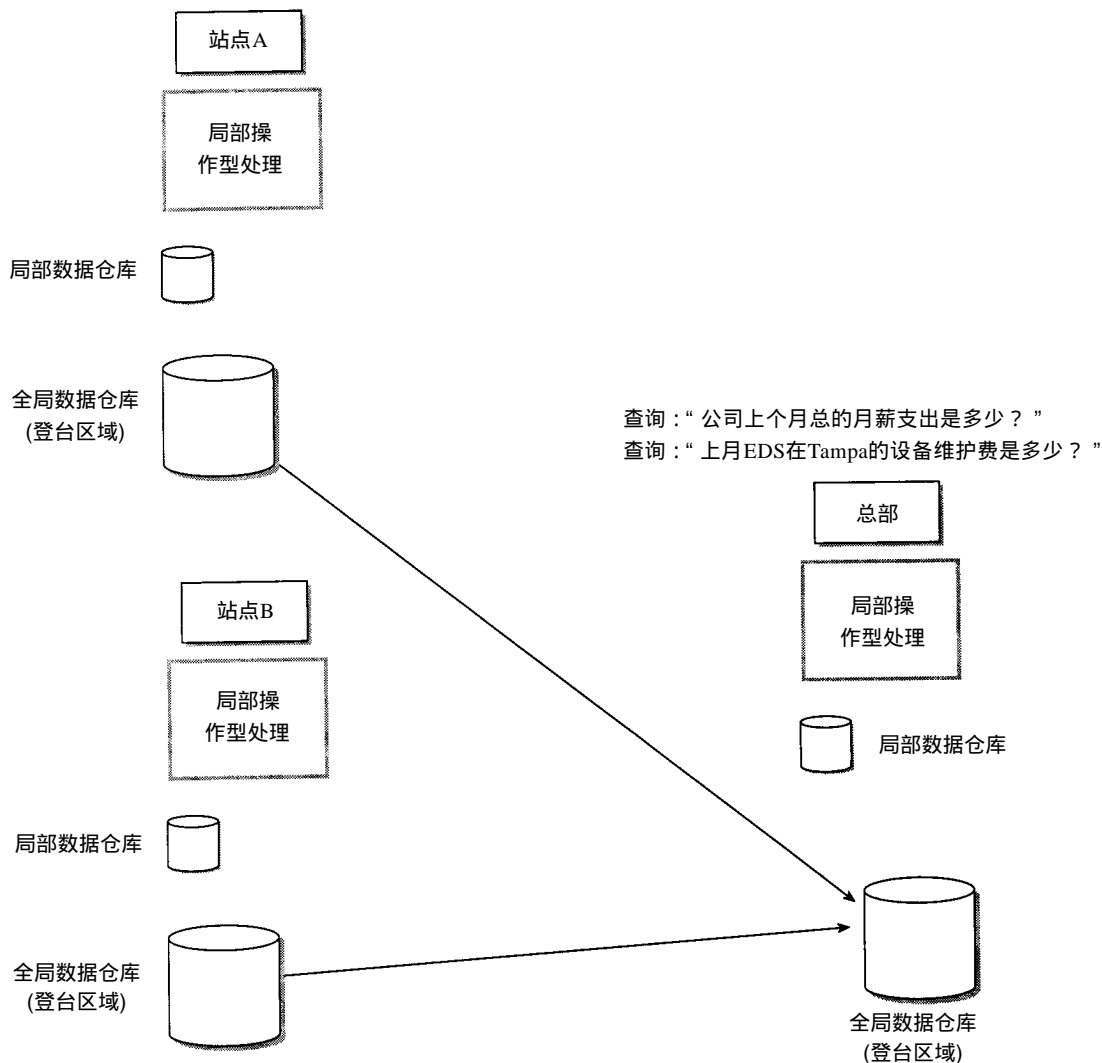 站点A
局部操
作型处理
局部数据仓库
全局数据仓库
(登台区域)
查询：“公司上个月总的月薪支出是多少？”
查询：“上月EDS在Tampa的设备维护费是多少？”
总部
局部操
作型处理
局部数据仓库
站点B
局部操
作型处理
局部数据仓库
全局数据仓库
(登台区域)
全局数据仓库
(登台区域)